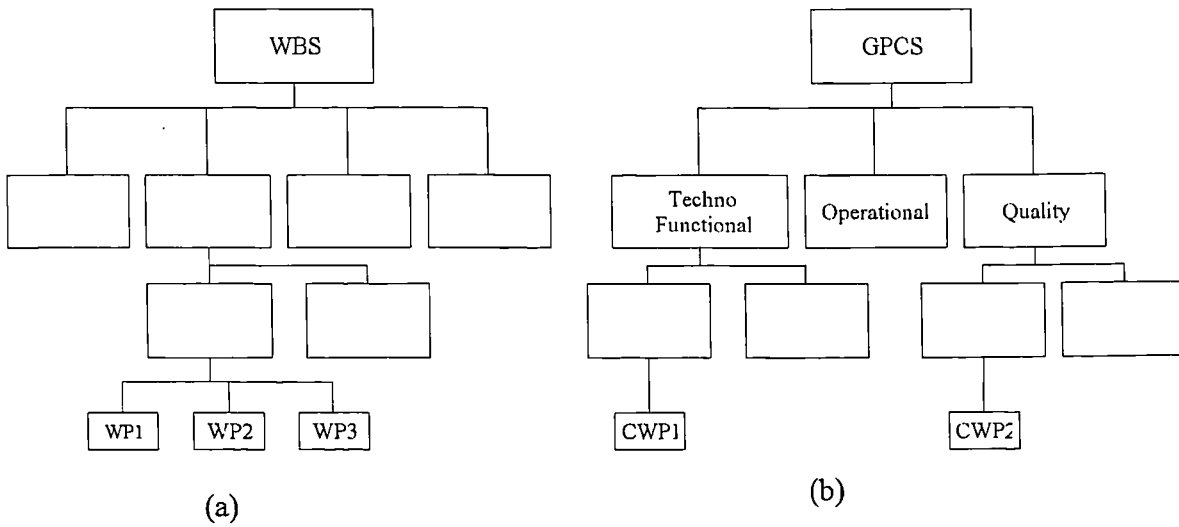 WBS
WP1
WP2
WP3
(a)
GPCS
Techno
Functional
Operational
Quality
CWP1
CWP2
(b)